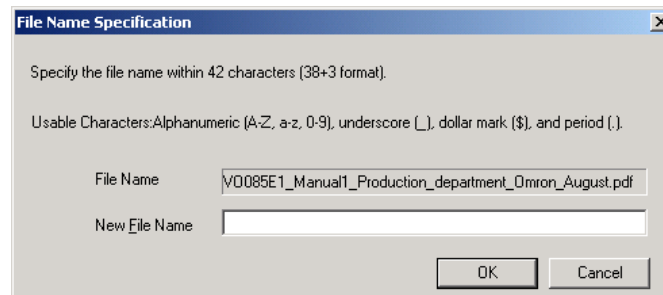 File Name Specification
Specify the file name within 42 characters (38+3 format).
Usable Characters:Alphanumeric (A-Z, a-z, 0-9), underscore (_), dollar mark ($), and period (.).
File Name VO085E1_Manual1_Production_department_Omron_August.pdf
New File Name
OK Cancel